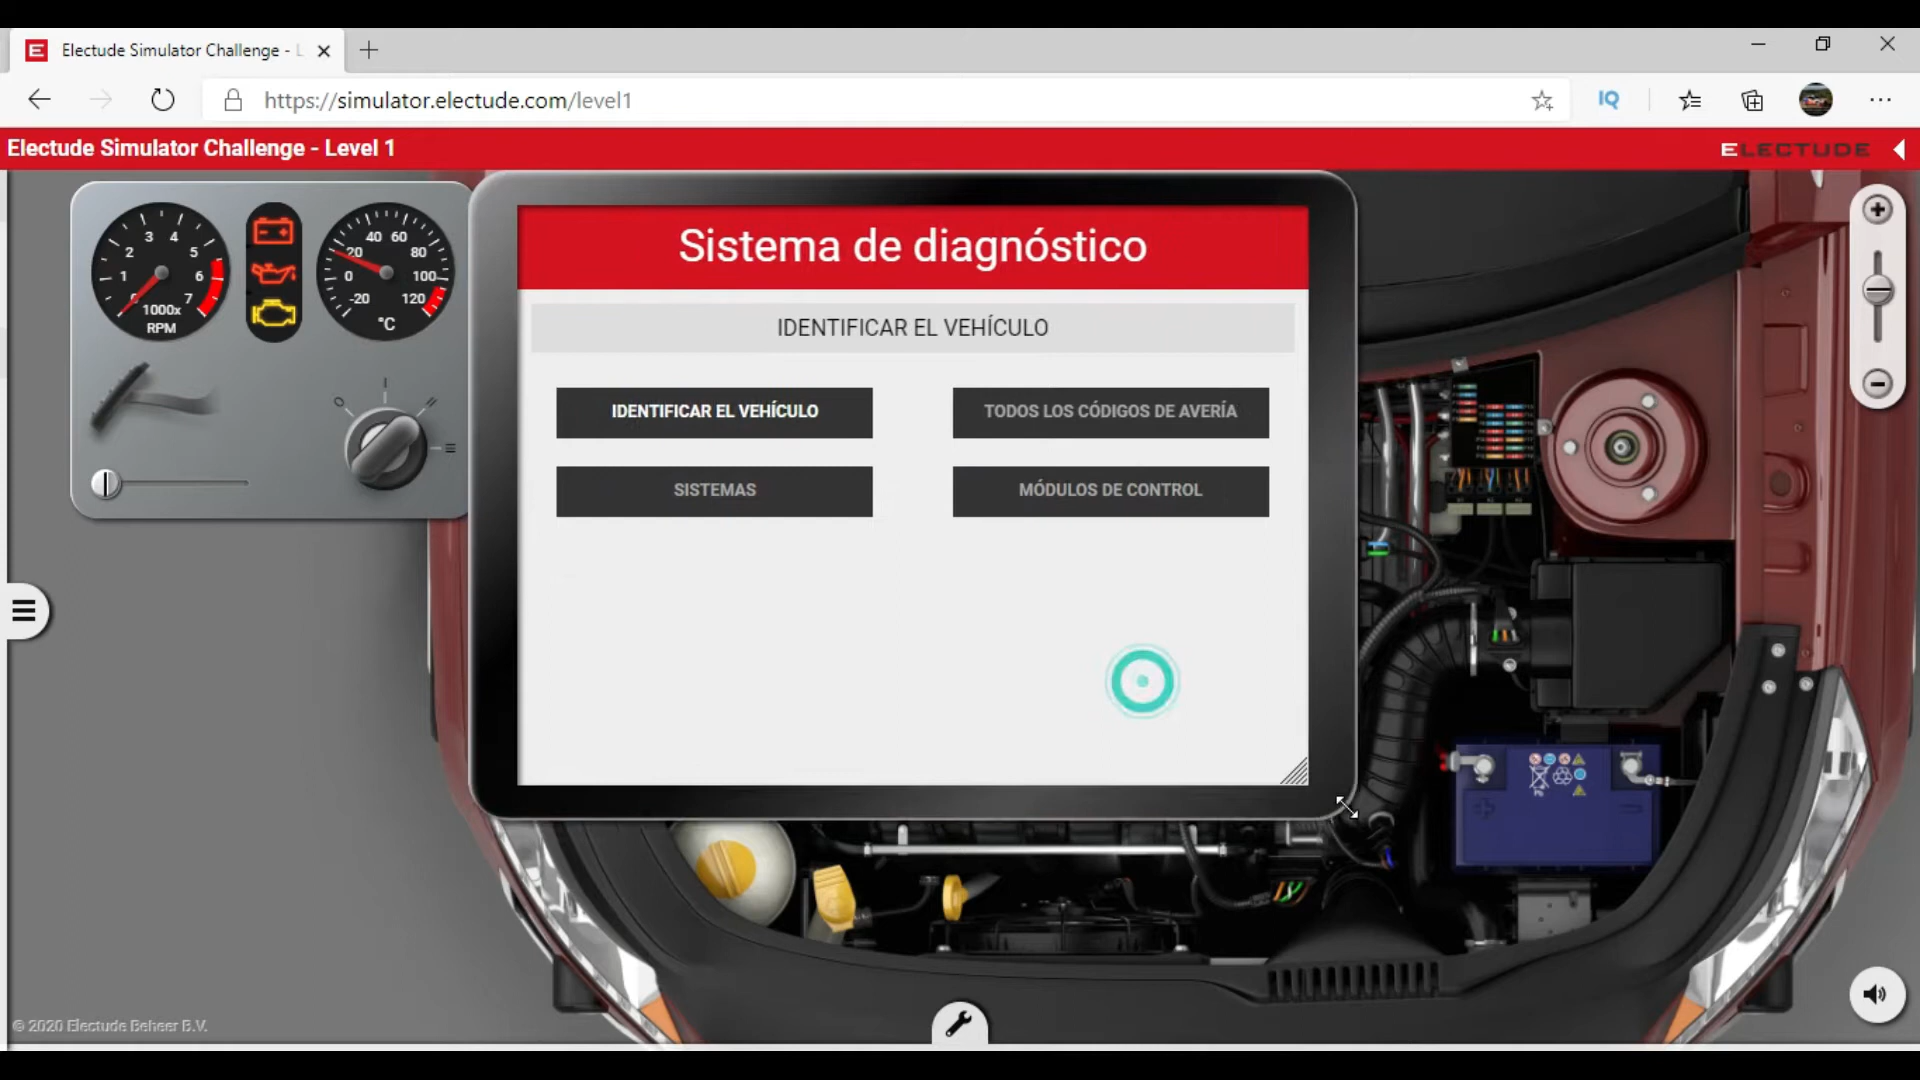 Electude Simulator Challenge - L
https://simulator.electude.com/level1
IQ
Electude Simulator Challenge - Level 1
ELECTUDE
0 1 2 3 4 5 6 7
1000x
RPM
-20 0 20 40 60 80 100 120
°C
Sistema de diagnóstico
IDENTIFICAR EL VEHÍCULO
IDENTIFICAR EL VEHÍCULO
TODOS LOS CÓDIGOS DE AVERÍA
SISTEMAS
MÓDULOS DE CONTROL
© 2020 Electude Beheer B.V.